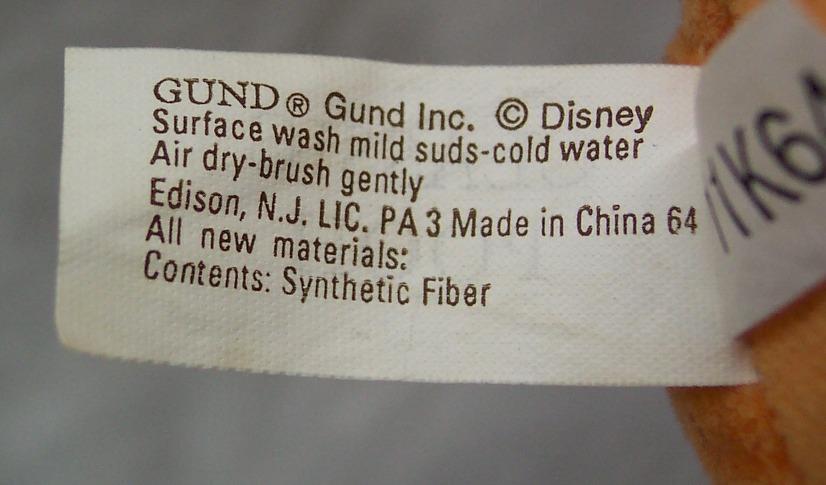 GUND® Gund Inc. © Disney
Surface wash mild suds-cold water
Air dry-brush gently
Edison, N.J. LIC. PA 3 Made in China 64
All new materials:
Contents: Synthetic Fiber